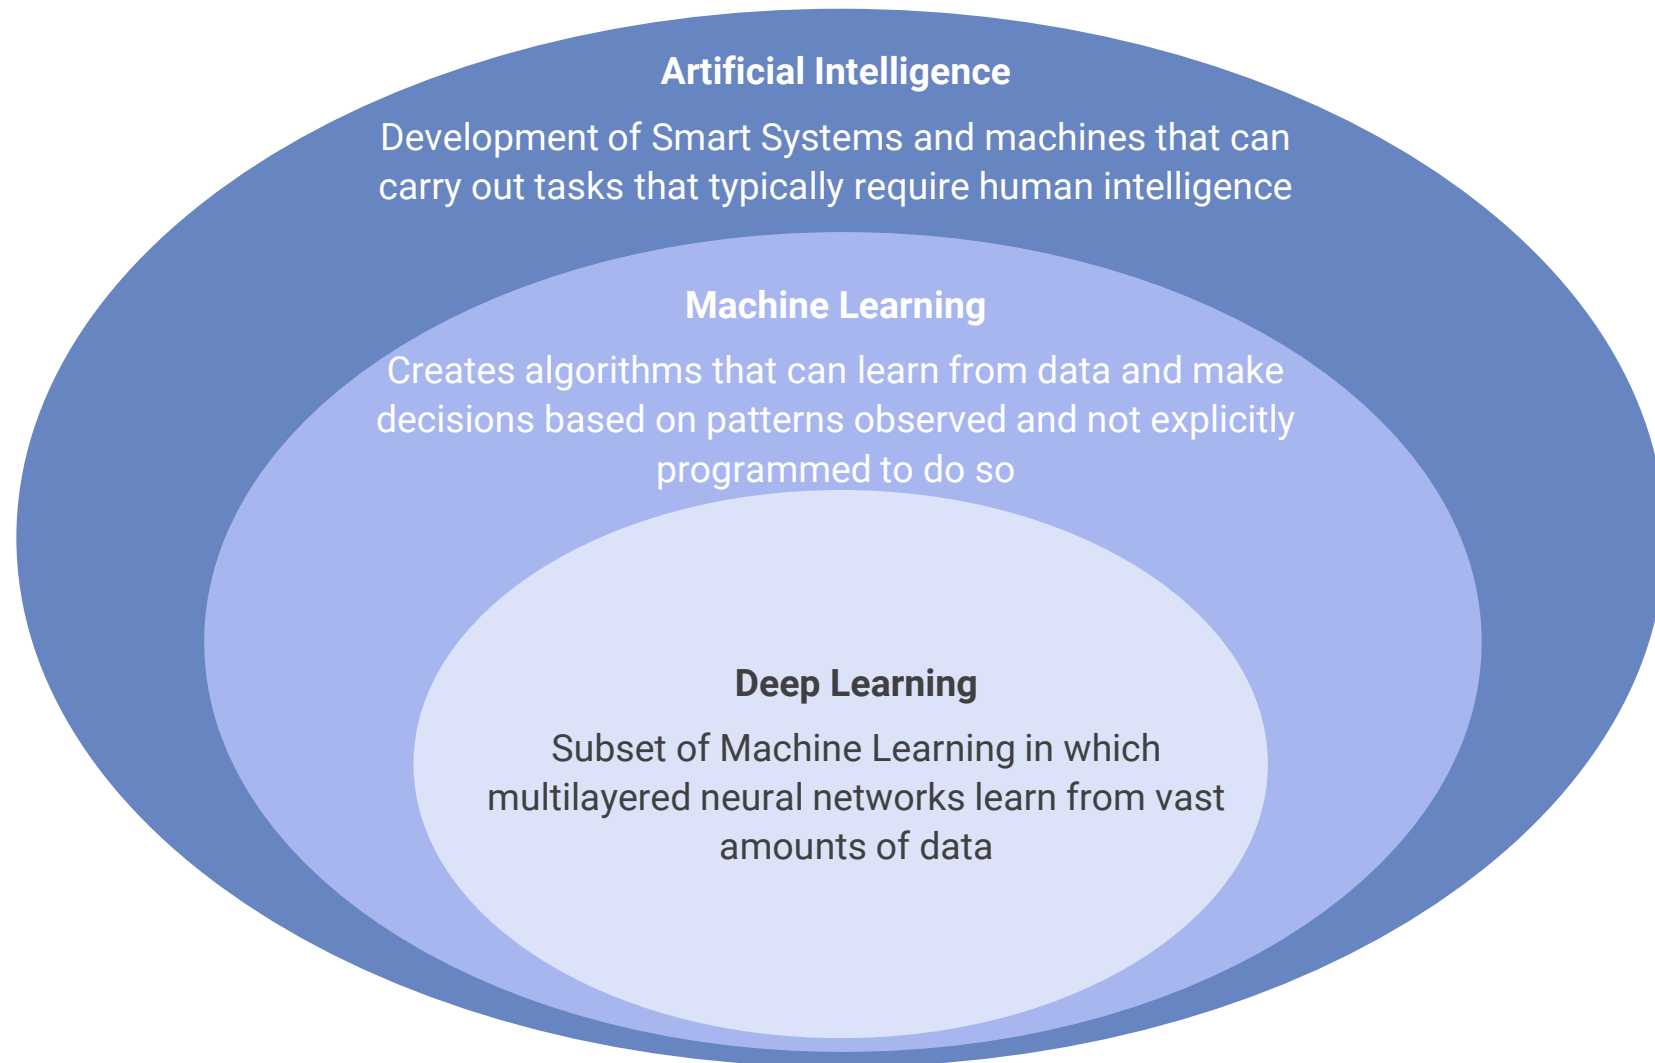 Artificial Intelligence
Development of Smart Systems and machines that can
carry out tasks that typically require human intelligence
Machine Learning
Creates algorithms that can learn from data and make
decisions based on patterns observed and not explicitly
programmed to do so
Deep Learning
Subset of Machine Learning in which
multilayered neural networks learn from vast
amounts of data